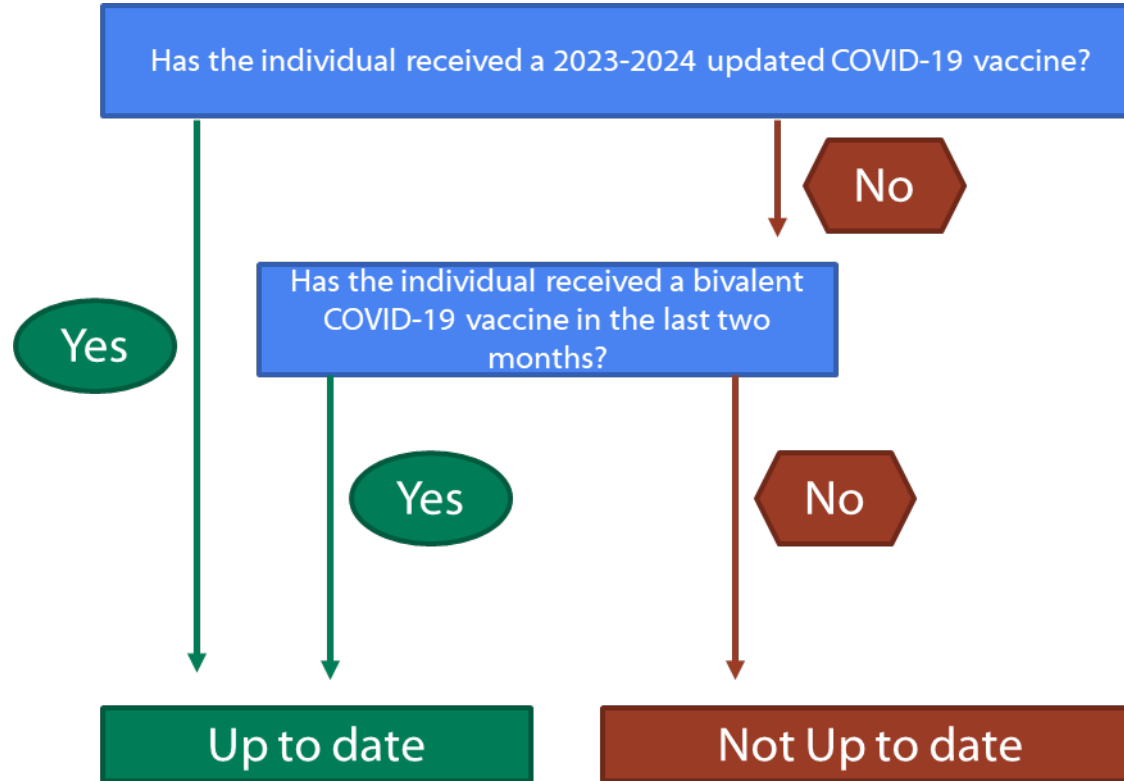 Has the individual received a 2023-2024 updated COVID-19 vaccine?
No
Has the individual received a bivalent
COVID-19 vaccine in the last two
months?
Yes
Yes
No
Up to date
Not Up to date